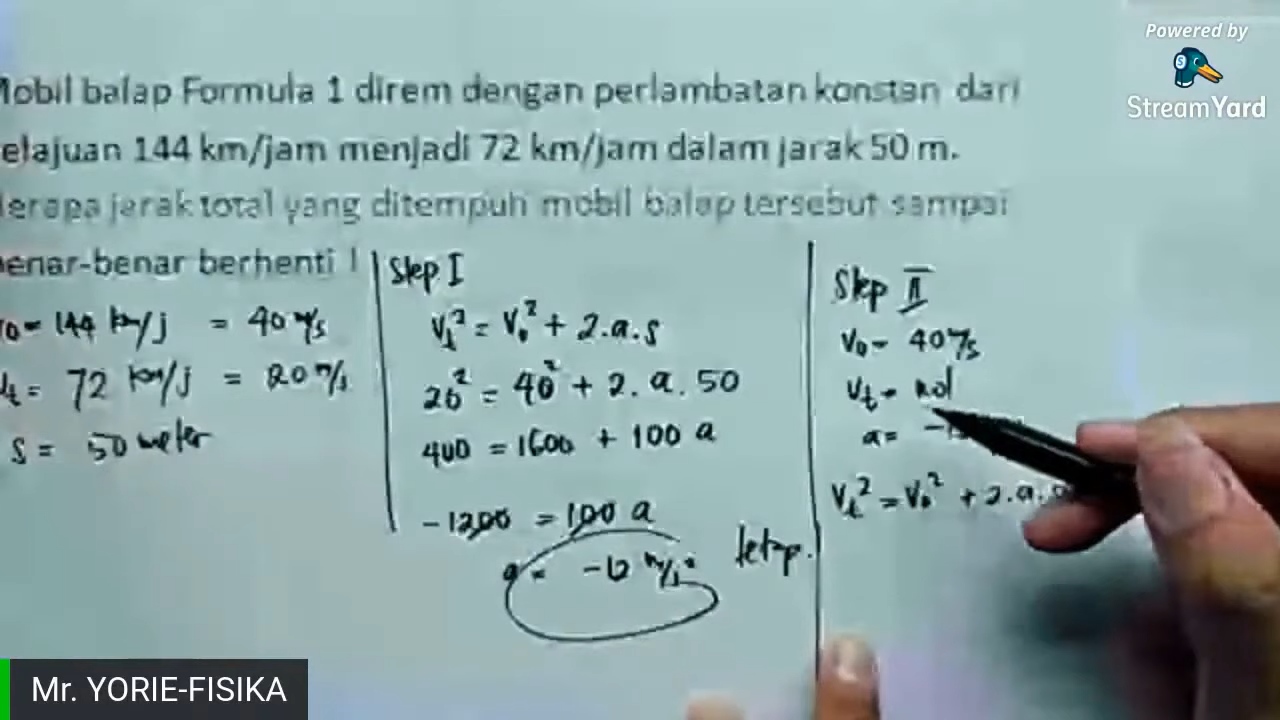 Powered by
StreamYard
Mobil balap Formula 1 direm dengan perlambatan konstan dari
elajuan 144 km/jam menjadi 72 km/jam dalam jarak 50 m.
erapa jarak total yang ditempuh mobil balap tersebut sampai
enar-benar berhenti !
v0 = 144 km/j = 40 m/s
vt = 72 km/j = 20 m/s
s = 50 meter
Step I
Vt² = V0² + 2.a.s
20² = 40² + 2. a. 50
400 = 1600 + 100 a
-1200 = 100 a
a = -12 m/s² tetap.
Step II
V0 = 40 m/s
Vt = nol
a =
Vt² = V0² + 2.a.s
Mr. YORIE-FISIKA